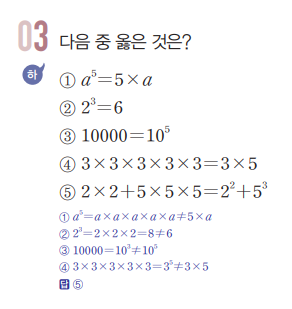 03 다음 중 옳은 것은?
하
① a⁵=5×a
② 2³=6
③ 10000=10⁵
④ 3×3×3×3×3=3×5
⑤ 2×2+5×5×5=2²+5³
① a⁵=a×a×a×a×a≠5×a
② 2³=2×2×2=8≠6
③ 10000=10³≠10⁵
④ 3×3×3×3×3=3⁵≠3×5
답 ⑤